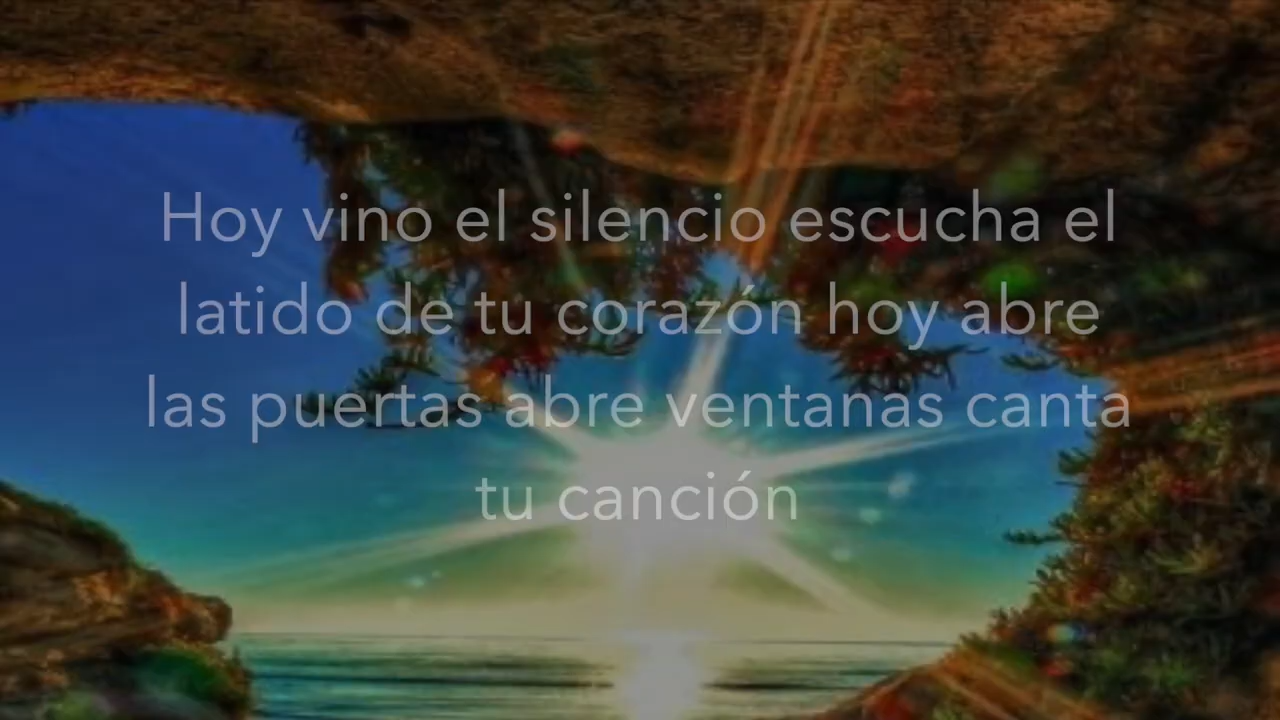 Hoy vino el silencio escucha el
latido de tu corazón hoy abre
las puertas abre ventanas canta
tu canción